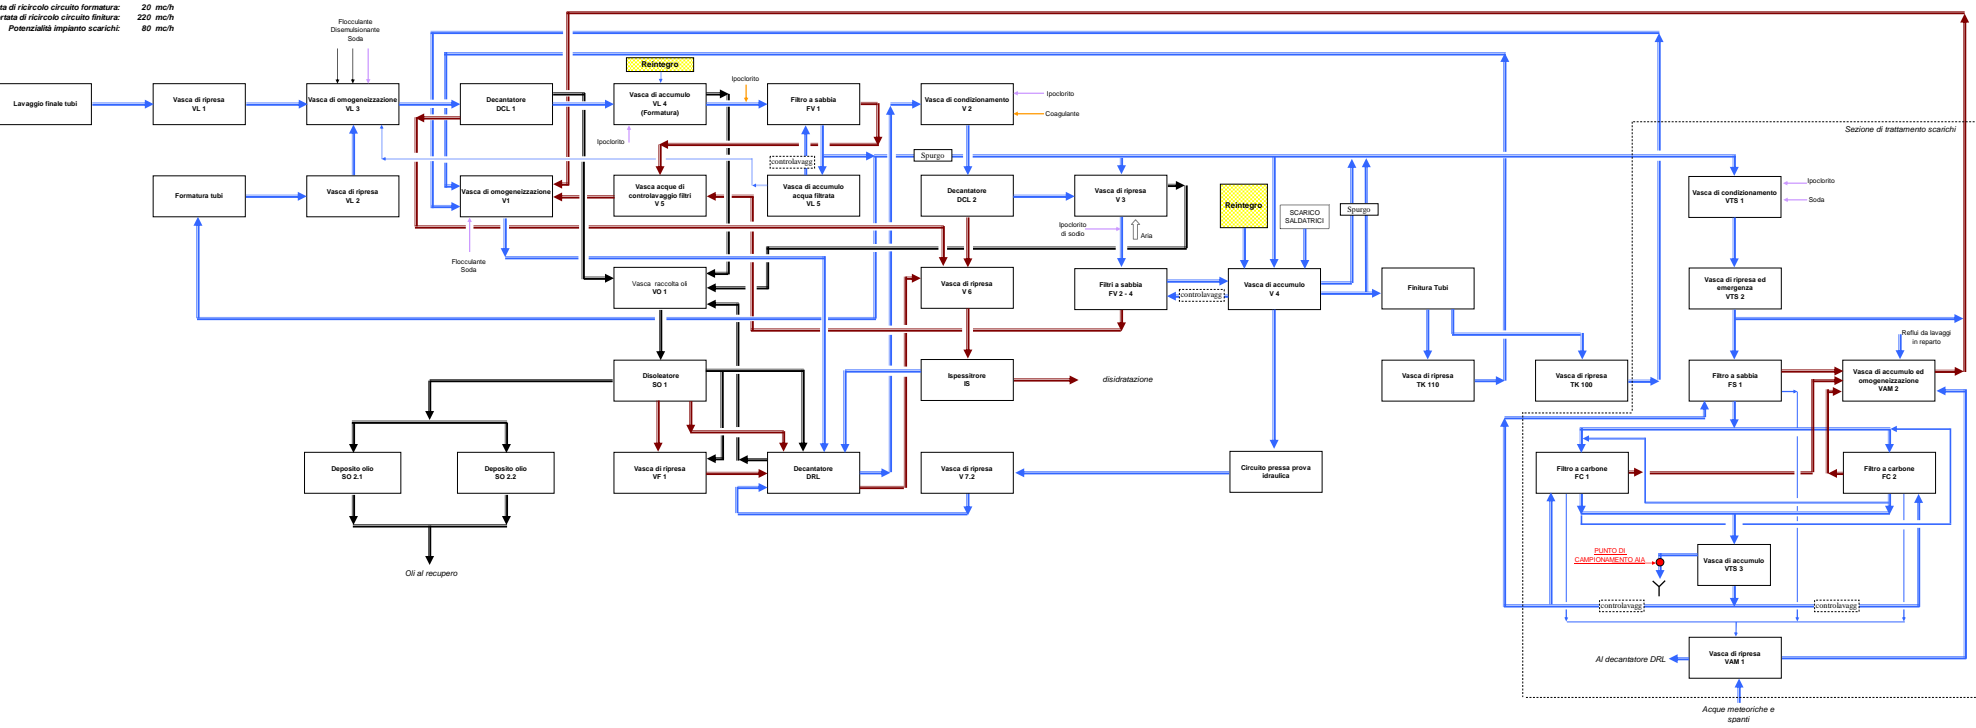 ta di ricircolo circuito formatura: 20 mc/h
rtata di ricircolo circuito finitura: 220 mc/h
Potenzialità impianto scarichi: 80 mc/h
Flocculante
Disemulsionante
Soda
Reintegro
Ipoclorito
Lavaggio finale tubi
Vasca di ripresa
VL 1
Vasca di omogeneizzazione
VL 3
Decantatore
DCL 1
Vasca di accumulo
VL 4
(Formatura)
Filtro a sabbia
FV 1
Vasca di condizionamento
V 2
Ipoclorito
Coagulante
Ipoclorito
Sezione di trattamento scarichi
Spurgo
controlavagg
Formatura tubi
Vasca di ripresa
VL 2
Vasca di omogeneizzazione
V1
Vasca acque di
controlavaggio filtri
V 5
Vasca di accumulo
acqua filtrata
VL 5
Decantatore
DCL 2
Vasca di ripresa
V 3
Reintegro
SCARICO
SALDATRICI
Spurgo
Vasca di condizionamento
VTS 1
Ipoclorito
Soda
Ipoclorito
di sodio
Aria
Flocculante
Soda
Vasca raccolta oli
VO 1
Vasca di ripresa
V 6
Filtri a sabbia
FV 2 - 4
controlavagg
Vasca di accumulo
V 4
Finitura Tubi
Vasca di ripresa ed
emergenza
VTS 2
Reflui da lavaggi
in reparto
Disoleatore
SO 1
Ispessitrore
IS
disidratazione
Vasca di ripresa
TK 110
Vasca di ripresa
TK 100
Filtro a sabbia
FS 1
Vasca di accumulo ed
omogeneizzazione
VAM 2
Deposito olio
SO 2.1
Deposito olio
SO 2.2
Vasca di ripresa
VF 1
Decantatore
DRL
Vasca di ripresa
V 7.2
Circuito pressa prova
idraulica
Filtro a carbone
FC 1
Filtro a carbone
FC 2
Oli al recupero
PUNTO DI
CAMPIONAMENTO AIA
Vasca di accumulo
VTS 3
controlavagg
controlavagg
Al decantatore DRL
Vasca di ripresa
VAM 1
Acque meteoriche e
spanti